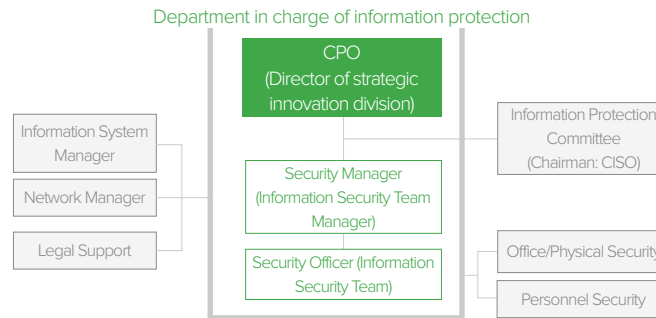 Department in charge of information protection
CPO
(Director of strategic
innovation division)
Information System
Manager
Network Manager
Legal Support
Security Manager
(Information Security Team
Manager)
Security Officer (Information
Security Team)
Information Protection
Committee
(Chairman: CISO)
Office/Physical Security
Personnel Security